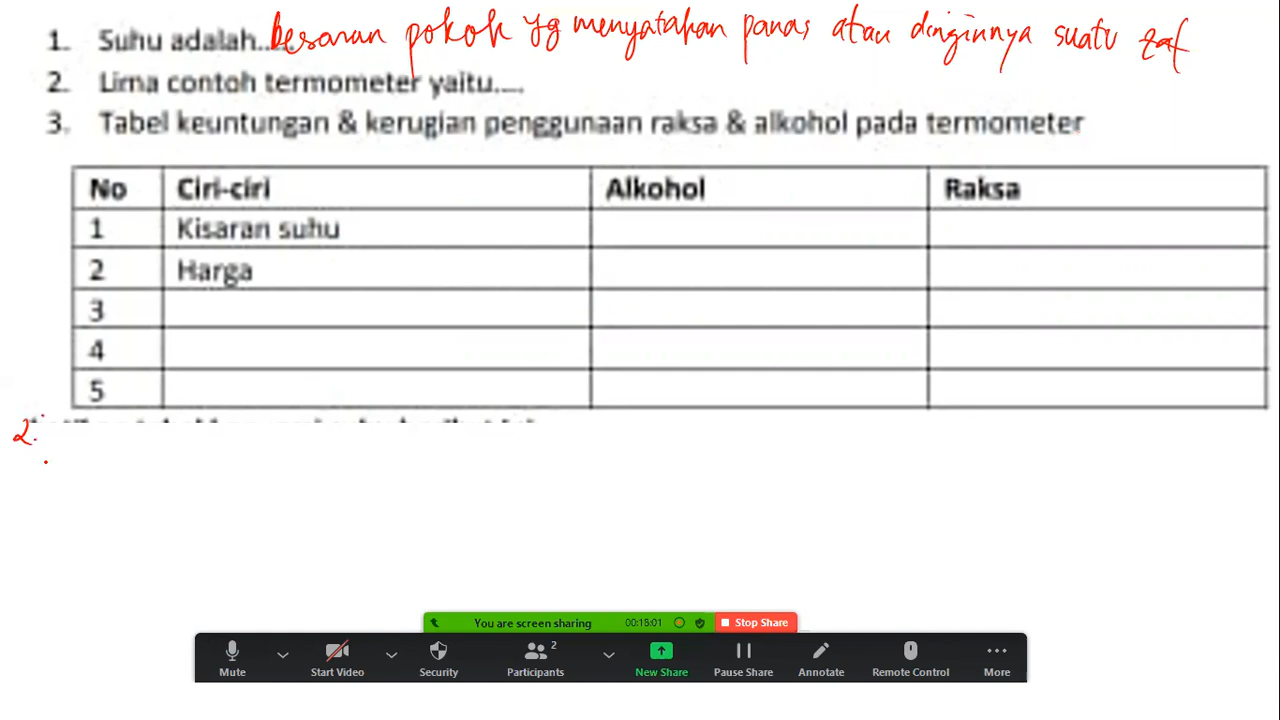 1. Suhu adalah.... besaran pokok yg menyatakan panas atau dinginnya suatu zat
2. Lima contoh termometer yaitu....
3. Tabel keuntungan & kerugian penggunaan raksa & alkohol pada termometer
No Ciri-ciri Alkohol Raksa
1 Kisaran suhu
2 Harga
3
4
5
2.
You are screen sharing 00:18:01 Stop Share
Mute Start Video Security Participants 2 New Share Pause Share Annotate Remote Control More